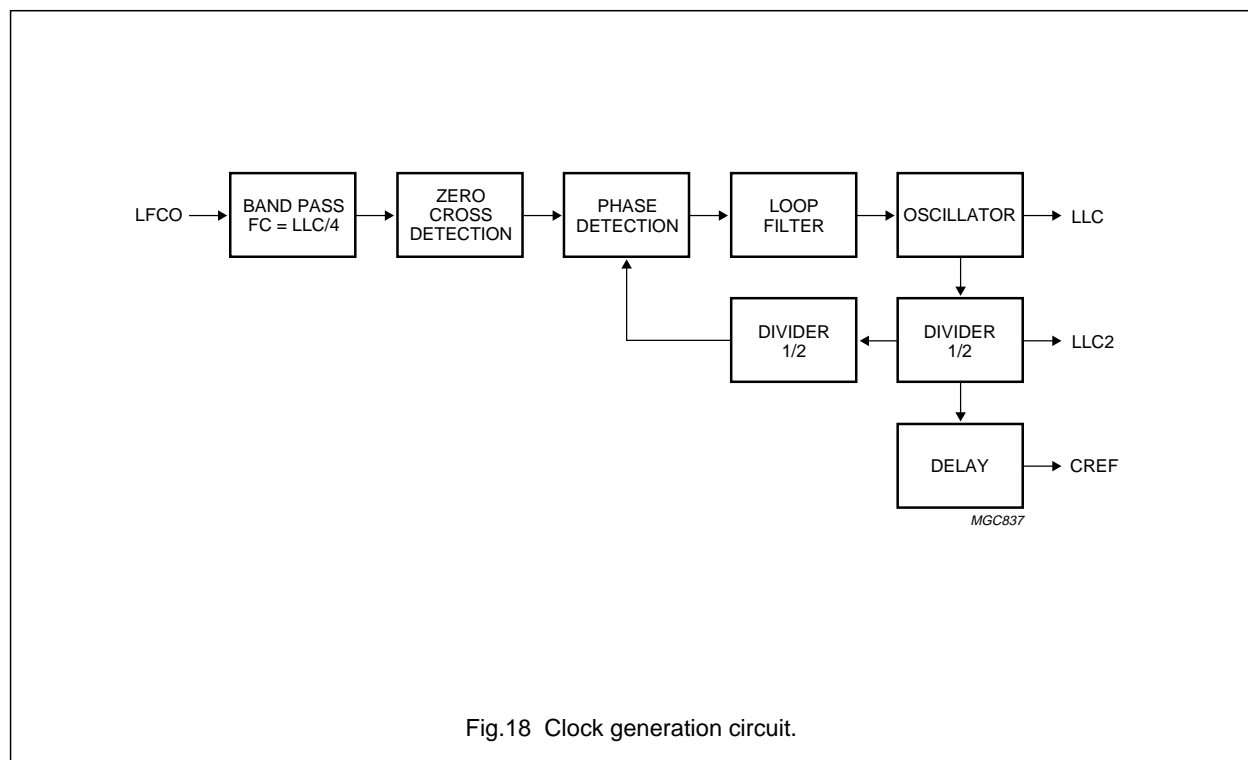 LFCO
BAND PASS
FC = LLC/4
ZERO
CROSS
DETECTION
PHASE
DETECTION
LOOP
FILTER
OSCILLATOR
LLC
DIVIDER
1/2
DIVIDER
1/2
LLC2
DELAY
CREF
MGC837
Fig.18 Clock generation circuit.